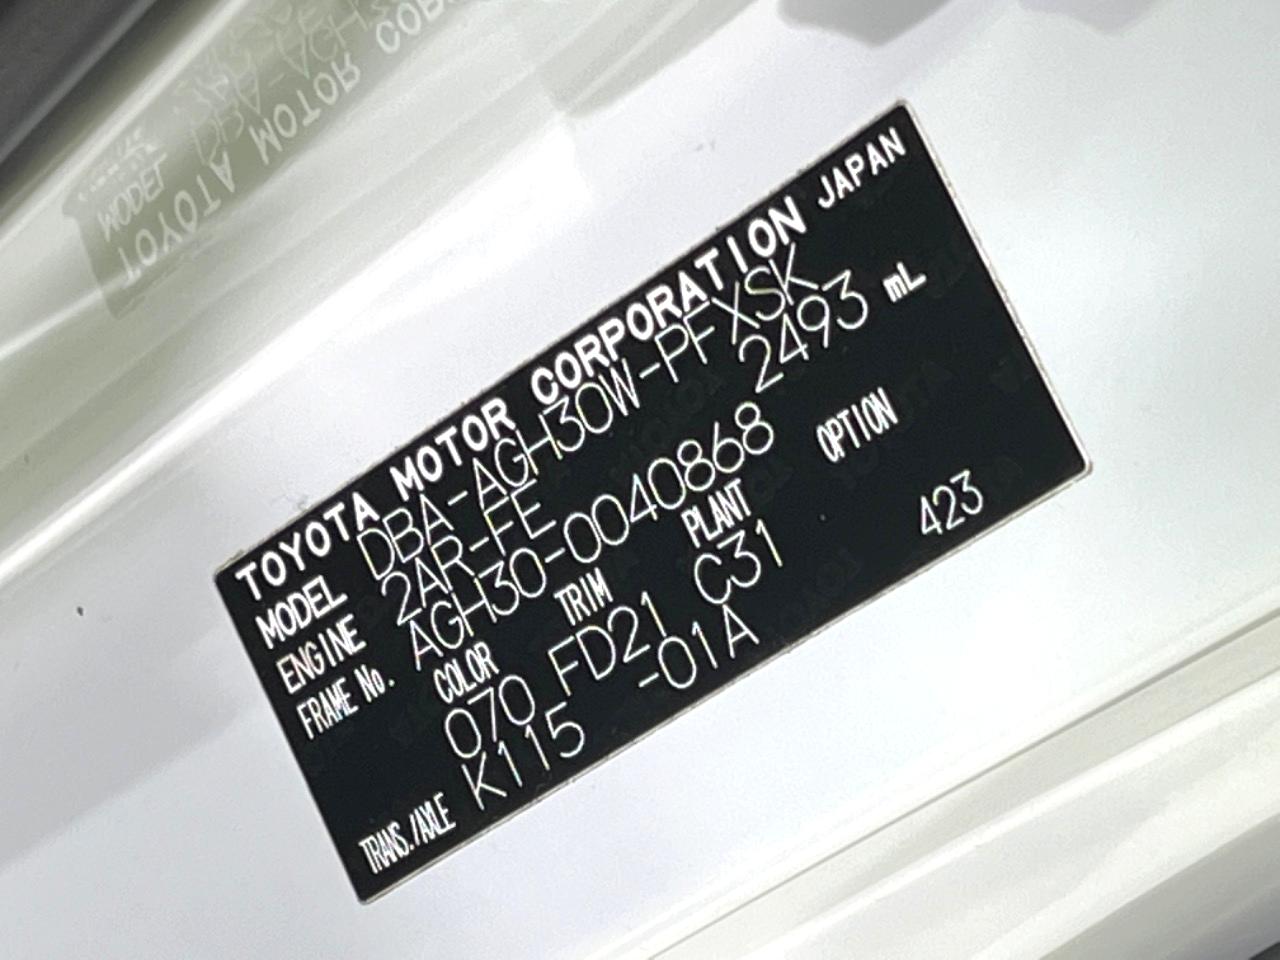 TOYOTA MOTOR CORPORATION JAPAN
MODEL DBA-AGH30W-PFXSK
ENGINE 2AR-FE 2493 mL
FRAME No. AGH30-0040868
COLOR TRIM PLANT OPTION
070 FD21 C31 423
TRANS./AXLE K115 -01A